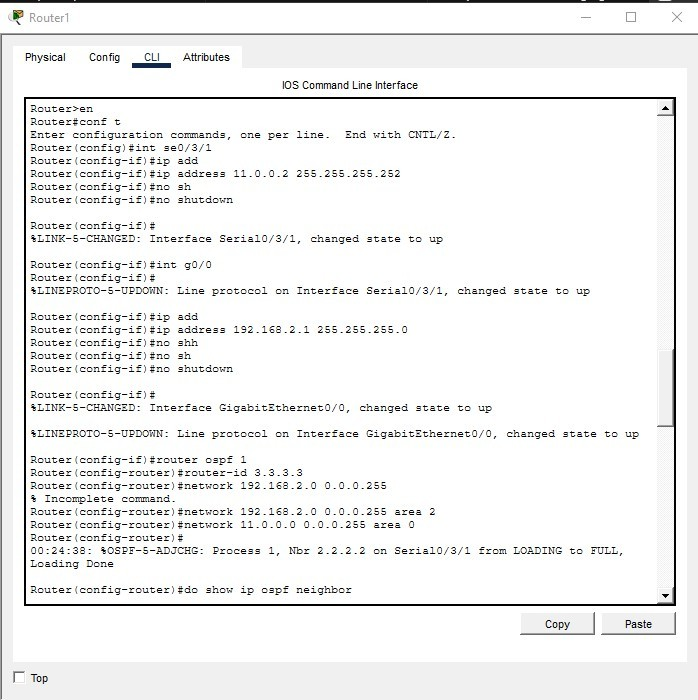 Router1
Physical Config CLI Attributes
IOS Command Line Interface
Router>en
Router#conf t
Enter configuration commands, one per line.  End with CNTL/Z.
Router(config)#int se0/3/1
Router(config-if)#ip add
Router(config-if)#ip address 11.0.0.2 255.255.255.252
Router(config-if)#no sh
Router(config-if)#no shutdown
Router(config-if)#
%LINK-5-CHANGED: Interface Serial0/3/1, changed state to up
Router(config-if)#int g0/0
Router(config-if)#
%LINEPROTO-5-UPDOWN: Line protocol on Interface Serial0/3/1, changed state to up
Router(config-if)#ip add
Router(config-if)#ip address 192.168.2.1 255.255.255.0
Router(config-if)#no shh
Router(config-if)#no sh
Router(config-if)#no shutdown
Router(config-if)#
%LINK-5-CHANGED: Interface GigabitEthernet0/0, changed state to up
%LINEPROTO-5-UPDOWN: Line protocol on Interface GigabitEthernet0/0, changed state to up
Router(config-if)#router ospf 1
Router(config-router)#router-id 3.3.3.3
Router(config-router)#network 192.168.2.0 0.0.0.255
% Incomplete command.
Router(config-router)#network 192.168.2.0 0.0.0.255 area 2
Router(config-router)#network 11.0.0.0 0.0.0.255 area 0
Router(config-router)#
00:24:38: %OSPF-5-ADJCHG: Process 1, Nbr 2.2.2.2 on Serial0/3/1 from LOADING to FULL,
Loading Done
Router(config-router)#do show ip ospf neighbor
Copy Paste
Top